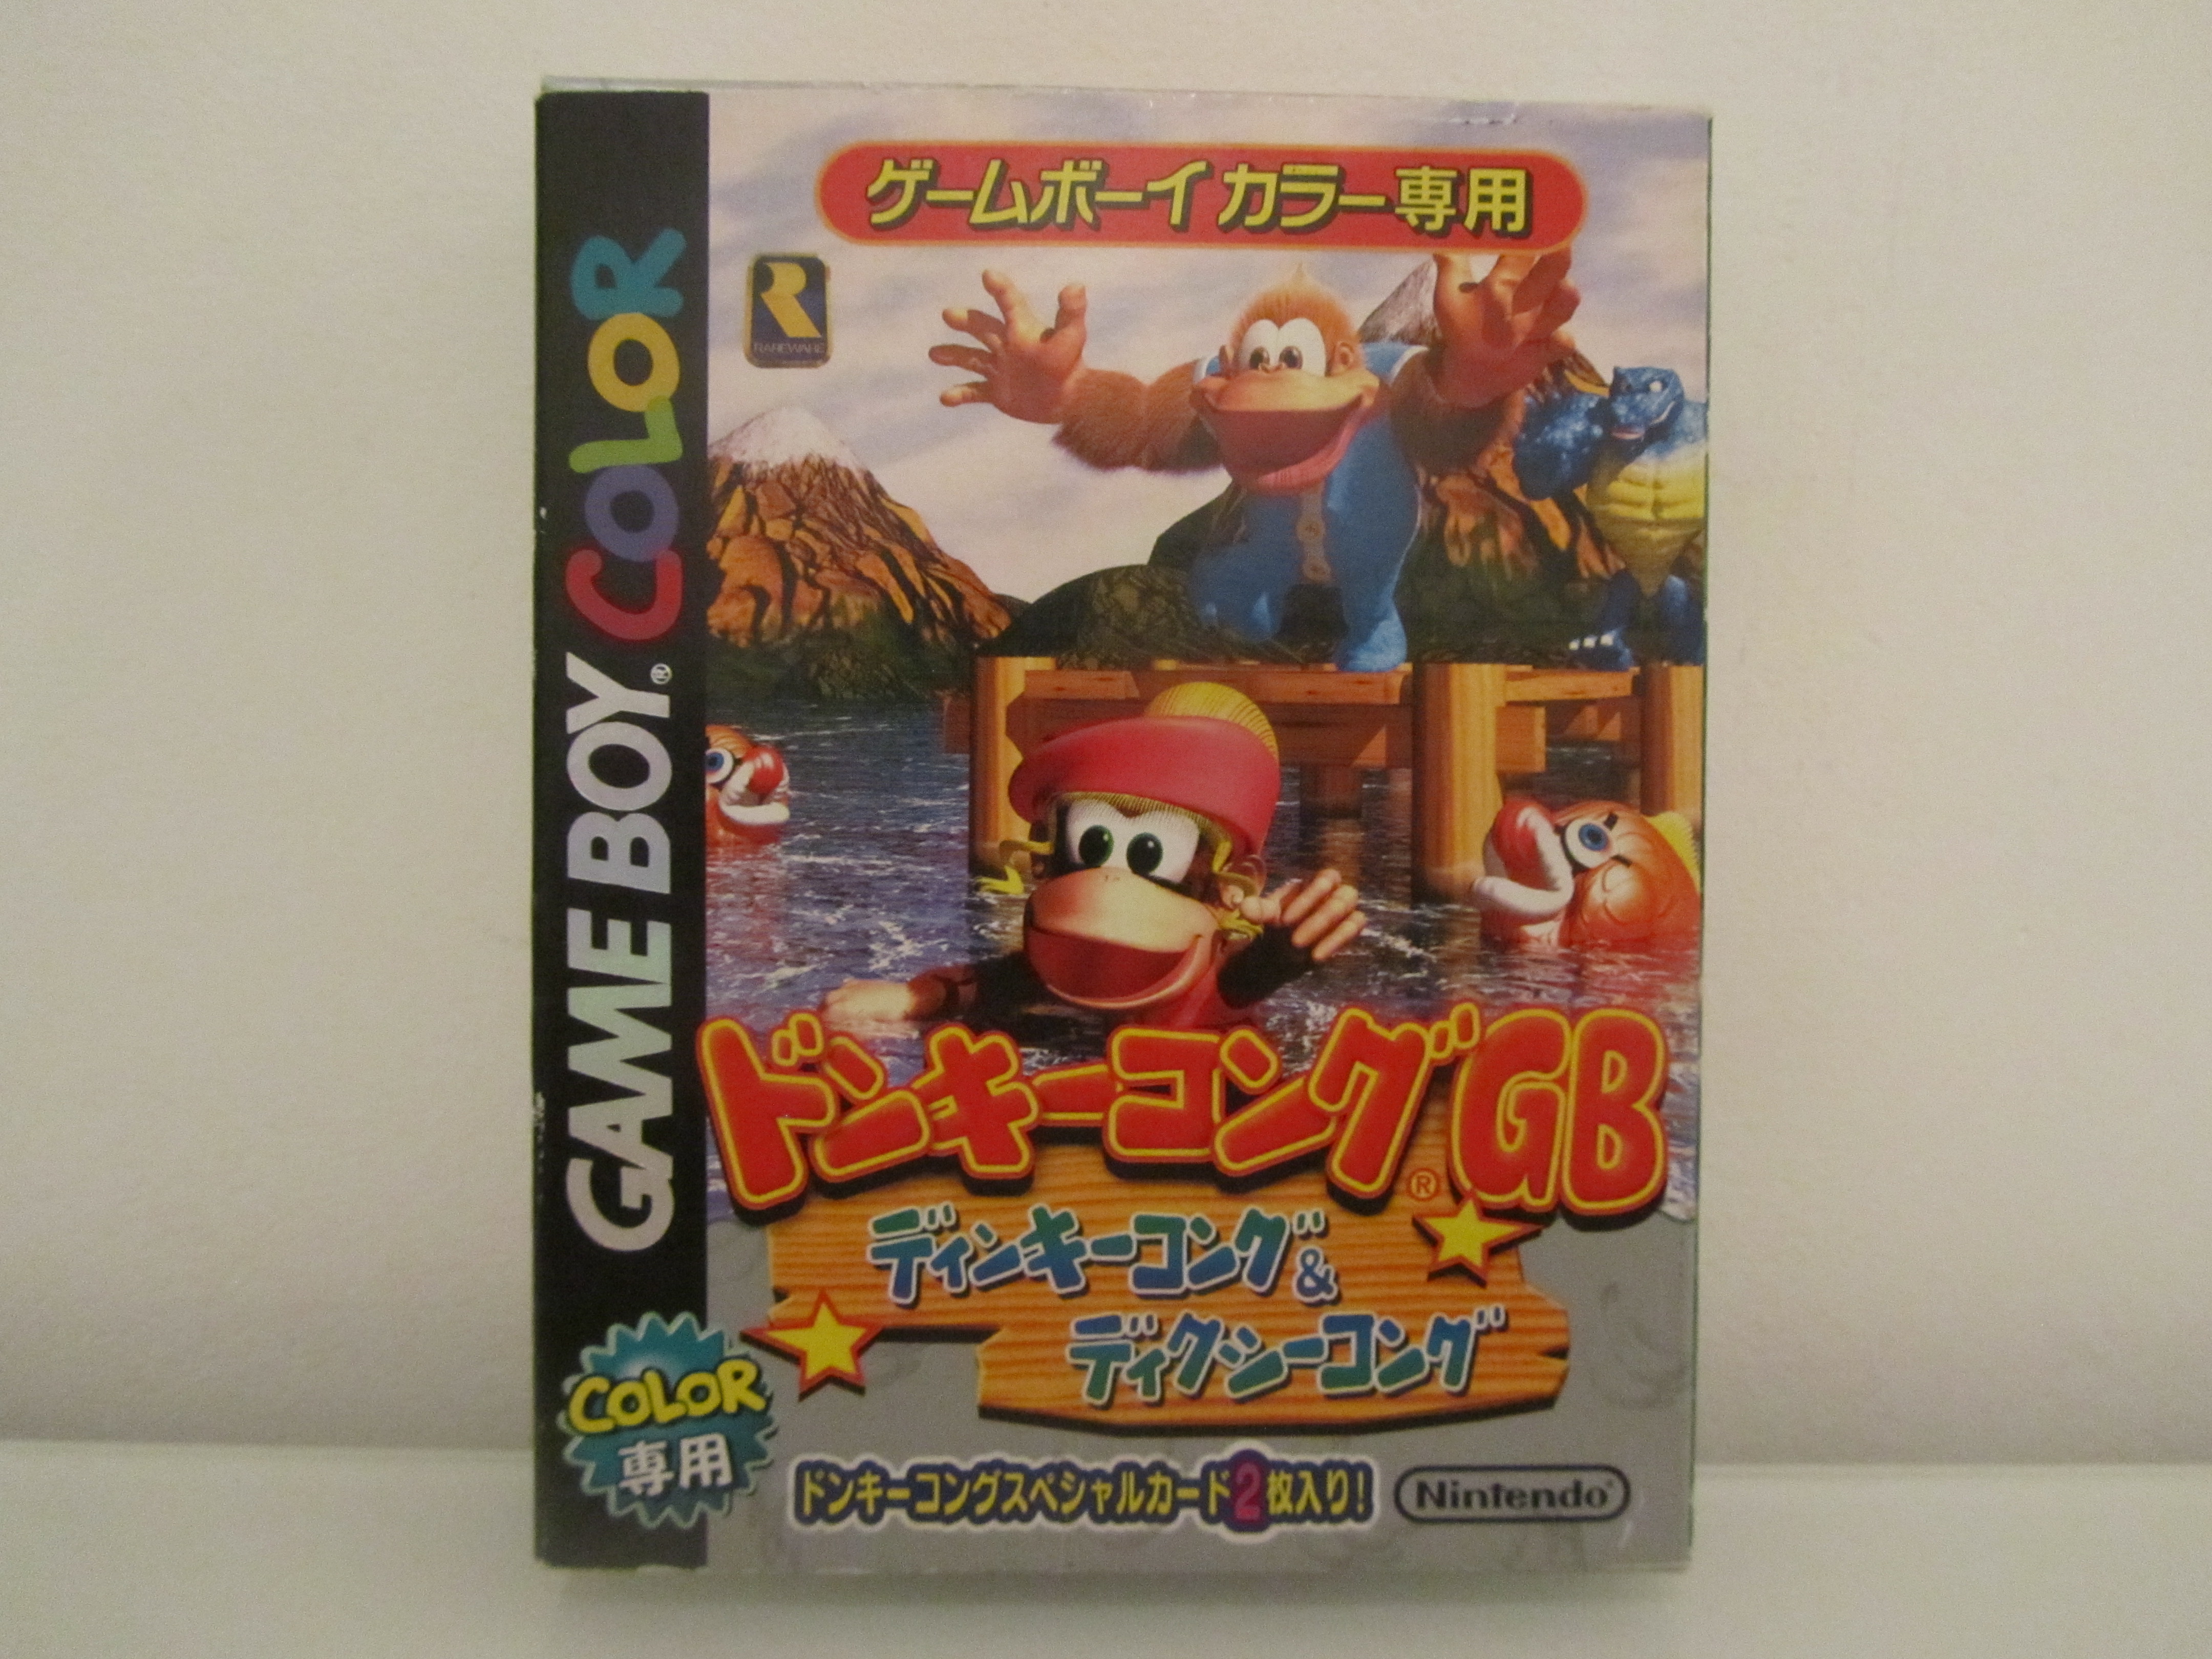 ゲームボーイ カラー専用
RAREWARE
GAME BOY® COLOR
ドンキーコング®GB
ディンキーコング&
ディクシーコング
COLOR
専用
ドンキーコングスペシャルカード2枚入り!
Nintendo®